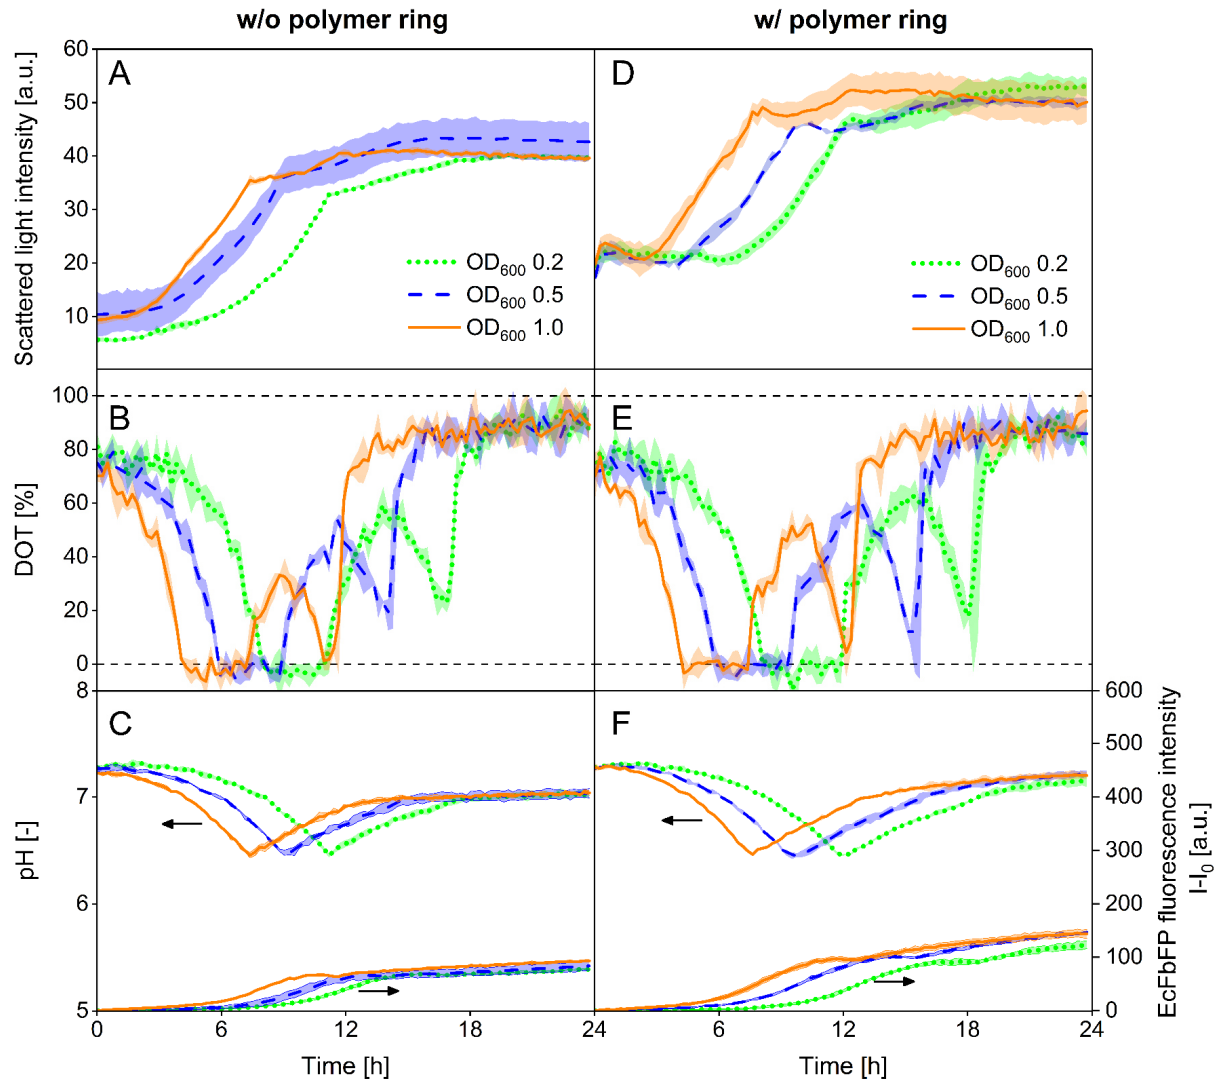 w/o polymer ring
w/ polymer ring
A
D
Scattered light intensity [a.u.]
60
50
40
30
20
10
OD600 0.2
OD600 0.5
OD600 1.0
OD600 0.2
OD600 0.5
OD600 1.0
B
E
DOT [%]
100
80
60
40
20
0
8
C
F
pH [-]
7
6
5
600
500
400
300
200
100
0
EcFbFP fluorescence intensity
I-I0 [a.u.]
0 6 12 18 24 6 12 18 24
Time [h]
Time [h]